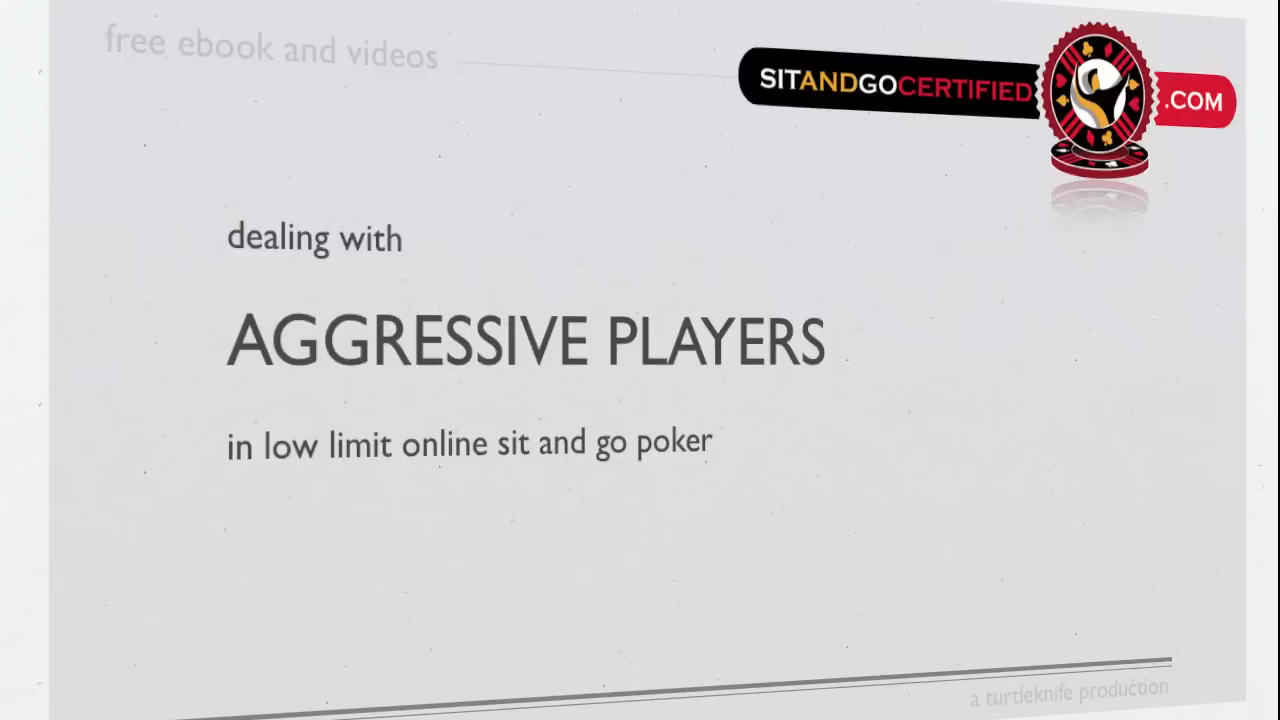 free ebook and videos
SITANDGOCERTIFIED.COM
dealing with
AGGRESSIVE PLAYERS
in low limit online sit and go poker
a turtleknife production